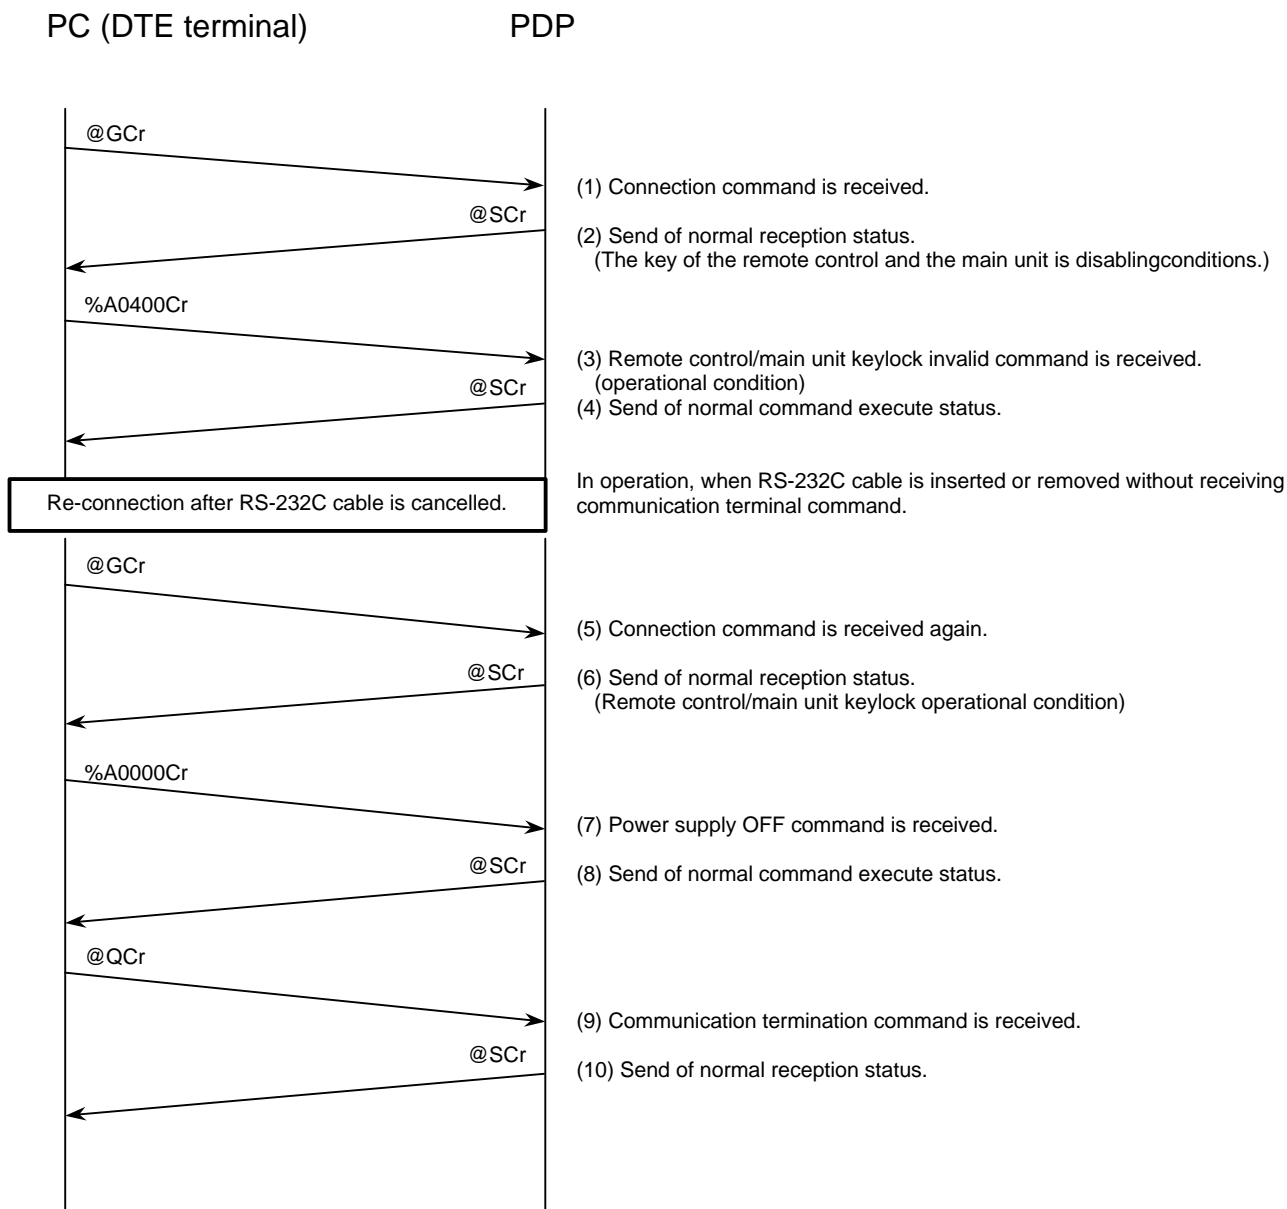 PC (DTE terminal) PDP
@GCr
(1) Connection command is received.
@SCr
(2) Send of normal reception status.
(The key of the remote control and the main unit is disablingconditions.)
%A0400Cr
(3) Remote control/main unit keylock invalid command is received.
(operational condition)
@SCr
(4) Send of normal command execute status.
Re-connection after RS-232C cable is cancelled.
In operation, when RS-232C cable is inserted or removed without receiving
communication terminal command.
@GCr
(5) Connection command is received again.
@SCr
(6) Send of normal reception status.
(Remote control/main unit keylock operational condition)
%A0000Cr
(7) Power supply OFF command is received.
@SCr
(8) Send of normal command execute status.
@QCr
(9) Communication termination command is received.
@SCr
(10) Send of normal reception status.